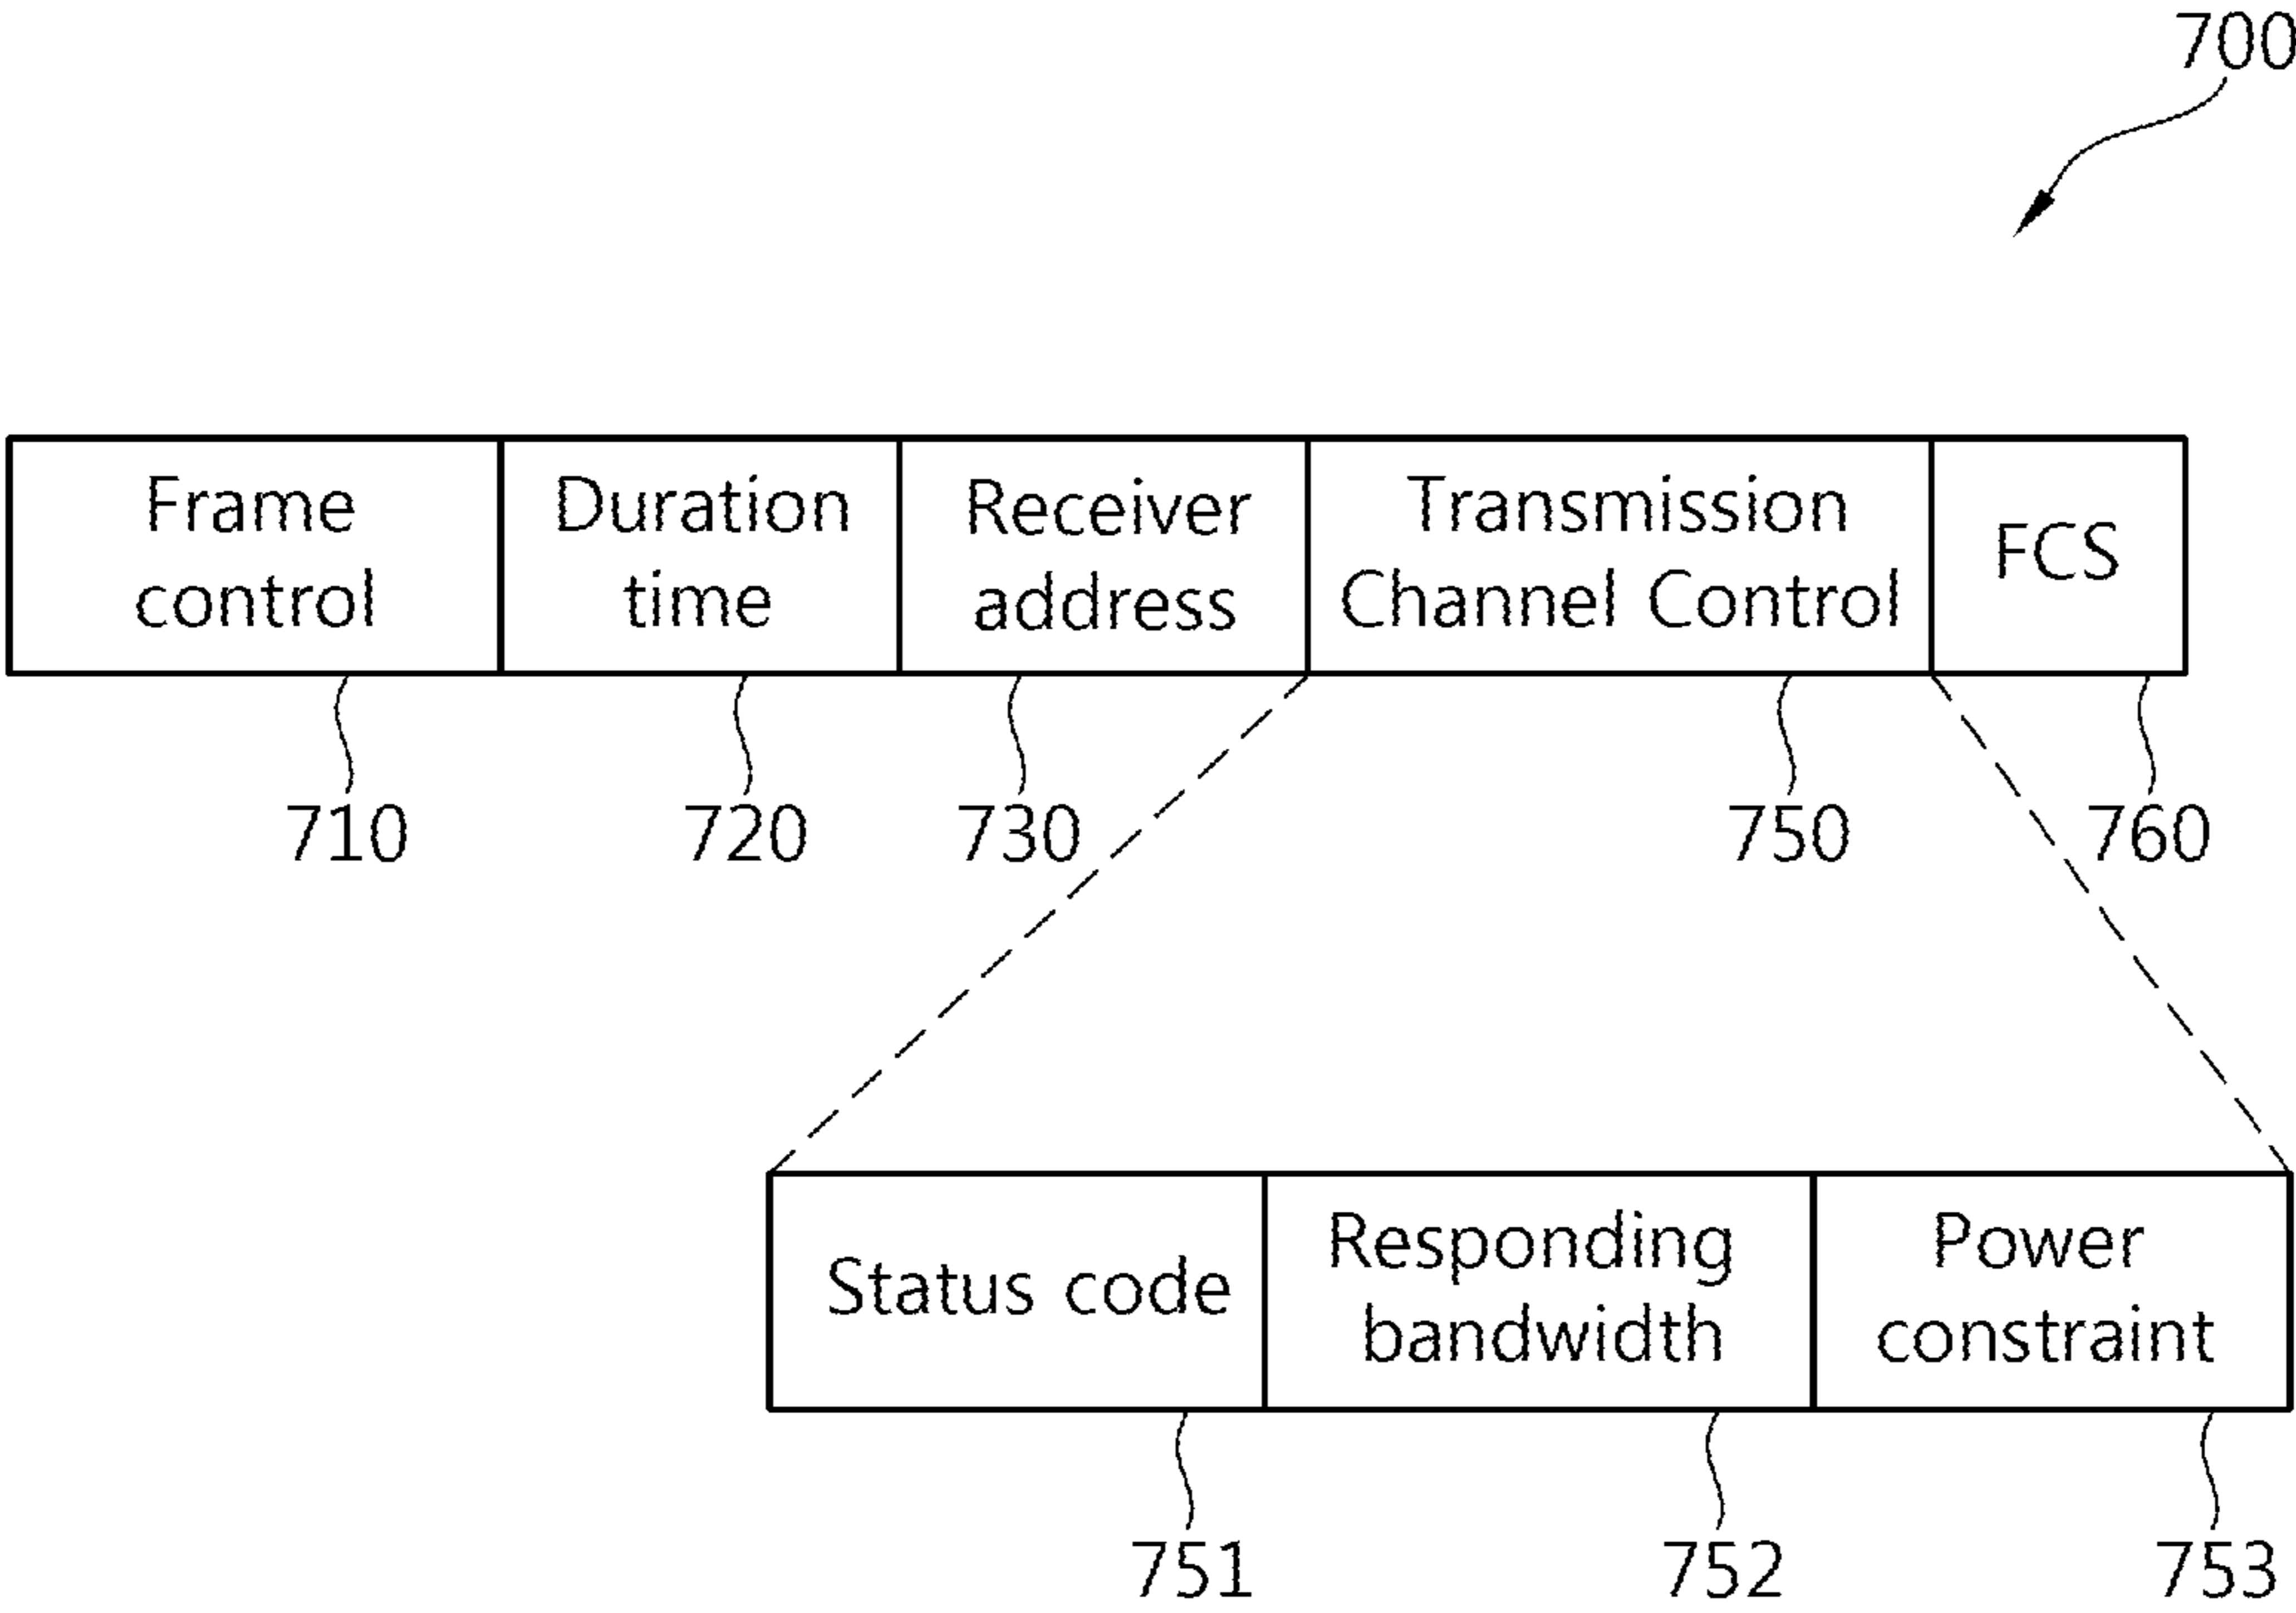 700
Frame
control
Duration
time
Receiver
address
Transmission
Channel Control
FCS
710
720
730
750
760
Status code
Responding
bandwidth
Power
constraint
751
752
753